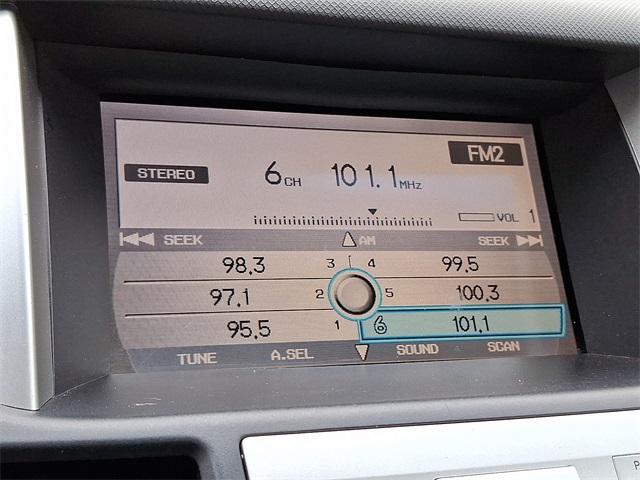 FM2
STEREO 6CH 101.1MHz
VOL 1
SEEK AM SEEK
98.3 3 4 99.5
97.1 2 5 100.3
95.5 1 6 101.1
TUNE A.SEL SOUND SCAN
P